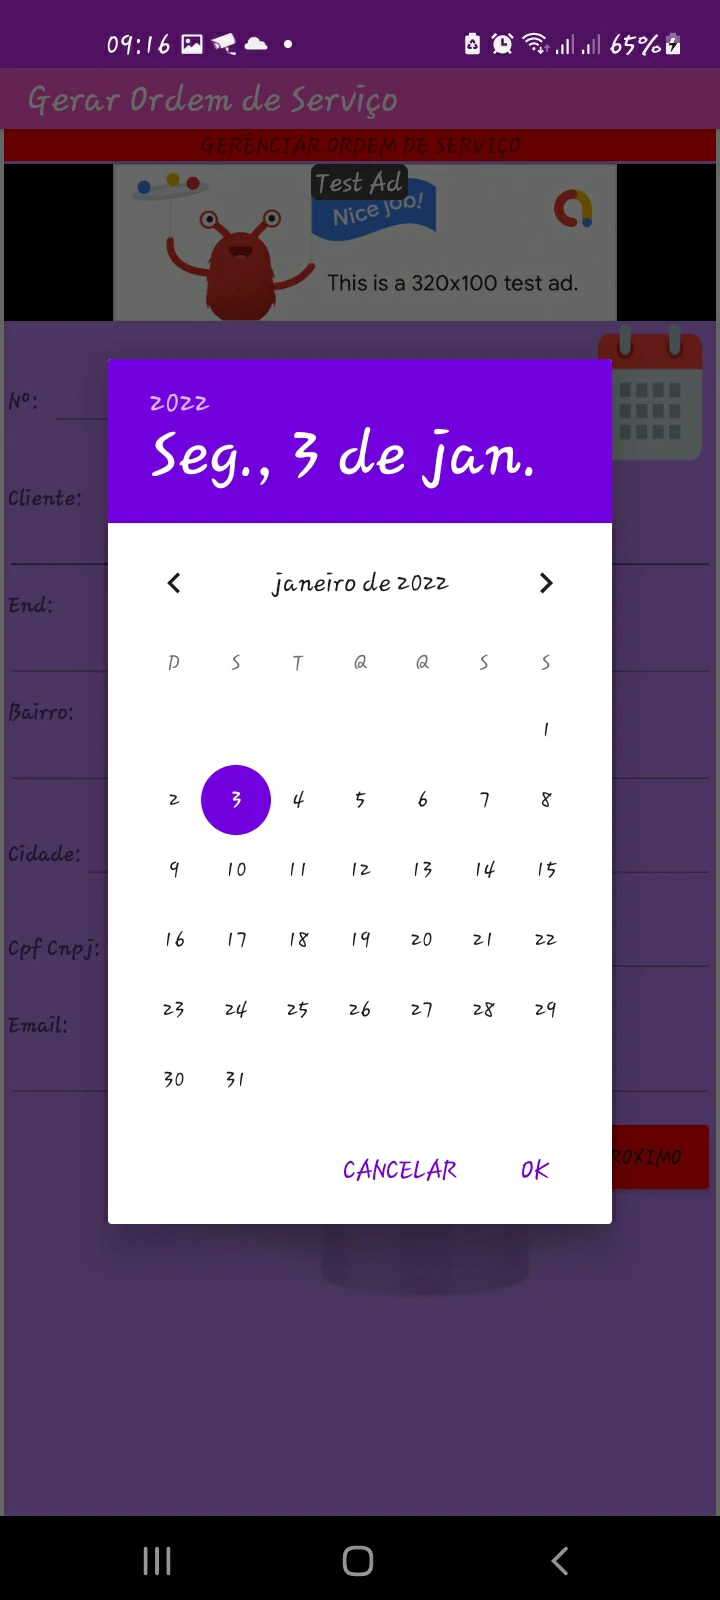 09:16 65%
Gerar Ordem de Serviço
GERÊNCIAR ORDEM DE SERVIÇO
Test Ad
Nice job!
This is a 320x100 test ad.
Nº:
Cliente:
End:
Bairro:
Cidade:
Cpf Cnpj:
Email:
2022
Seg., 3 de jan.
janeiro de 2022
D S T Q Q S S
1
2 3 4 5 6 7 8
9 10 11 12 13 14 15
16 17 18 19 20 21 22
23 24 25 26 27 28 29
30 31
CANCELAR OK
ROXIMO